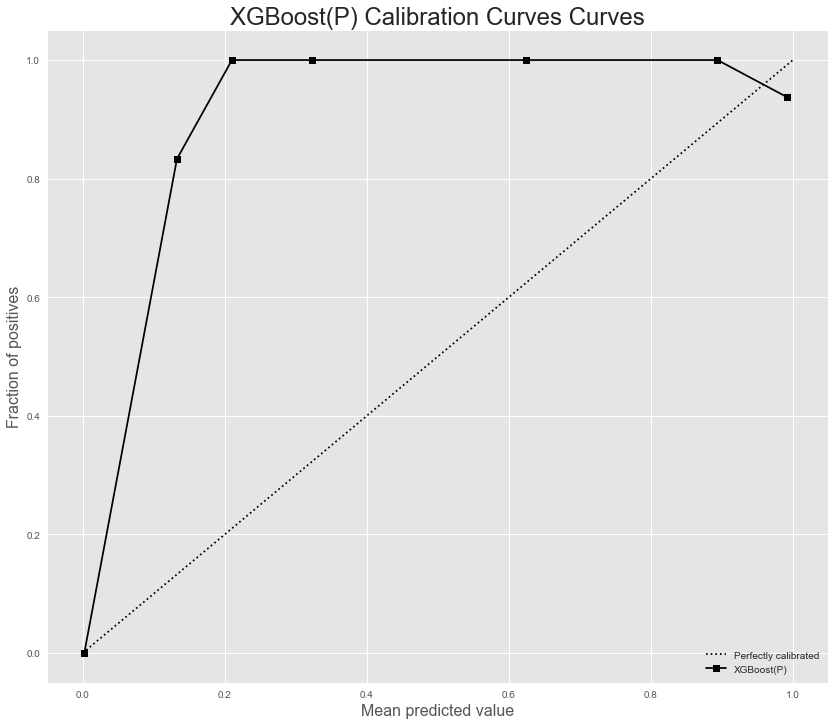 XGBoost(P) Calibration Curves Curves
1.0
0.8
0.6
0.4
0.2
0.0
Fraction of positives
Perfectly calibrated
XGBoost(P)
0.0 0.2 0.4 0.6 0.8 1.0
Mean predicted value